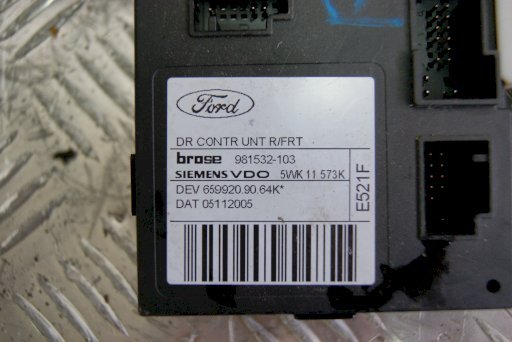 Ford
DR CONTR UNT R/FRT
brose 981532-103
SIEMENS VDO 5WK 11 573K
DEV 659920.90.64K*
DAT 05112005
E521F